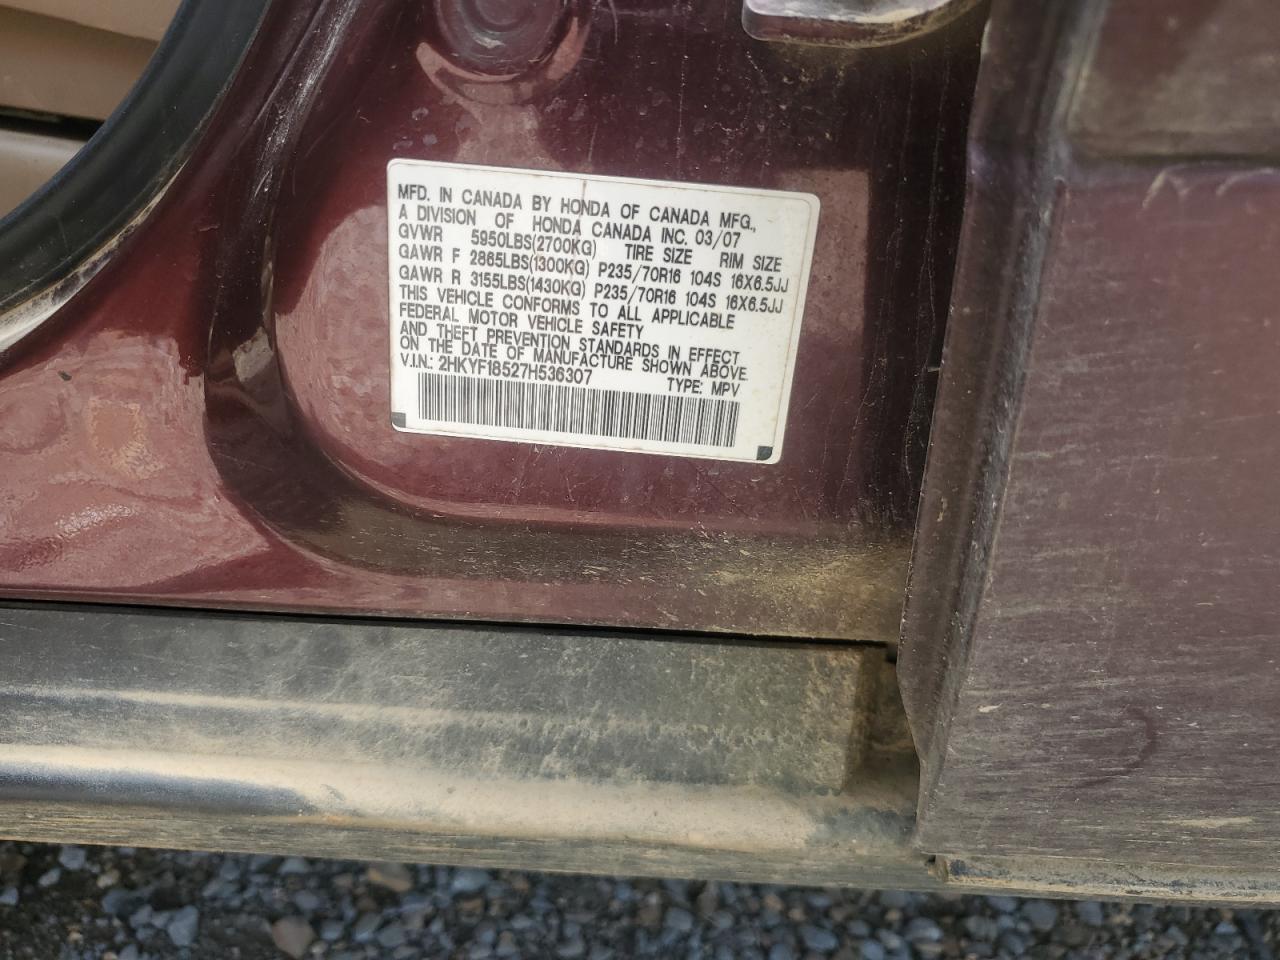 MFD. IN CANADA BY HONDA OF CANADA MFG.,
A DIVISION OF HONDA CANADA INC. 03/07
GVWR 5950LBS(2700KG) TIRE SIZE RIM SIZE
GAWR F 2865LBS(1300KG) P235/70R16 104S 16X6.5JJ
GAWR R 3155LBS(1430KG) P235/70R16 104S 16X6.5JJ
THIS VEHICLE CONFORMS TO ALL APPLICABLE
FEDERAL MOTOR VEHICLE SAFETY
AND THEFT PREVENTION STANDARDS IN EFFECT
ON THE DATE OF MANUFACTURE SHOWN ABOVE.
V.I.N.: 2HKYF18527H536307 TYPE: MPV